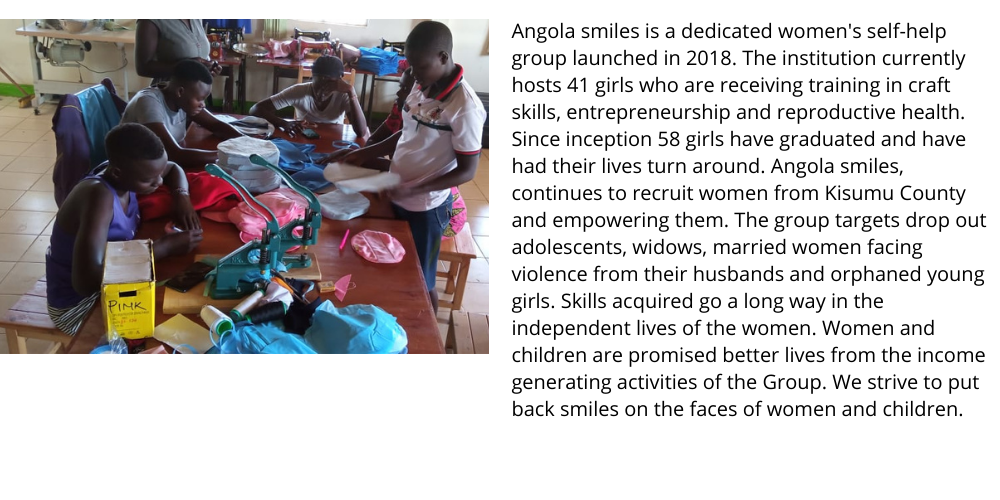 Angola smiles is a dedicated women's self-help
group launched in 2018. The institution currently
hosts 41 girls who are receiving training in craft
skills, entrepreneurship and reproductive health.
Since inception 58 girls have graduated and have
had their lives turn around. Angola smiles,
continues to recruit women from Kisumu County
and empowering them. The group targets drop out
adolescents, widows, married women facing
violence from their husbands and orphaned young
girls. Skills acquired go a long way in the
independent lives of the women. Women and
children are promised better lives from the income
generating activities of the Group. We strive to put
back smiles on the faces of women and children.
PINK